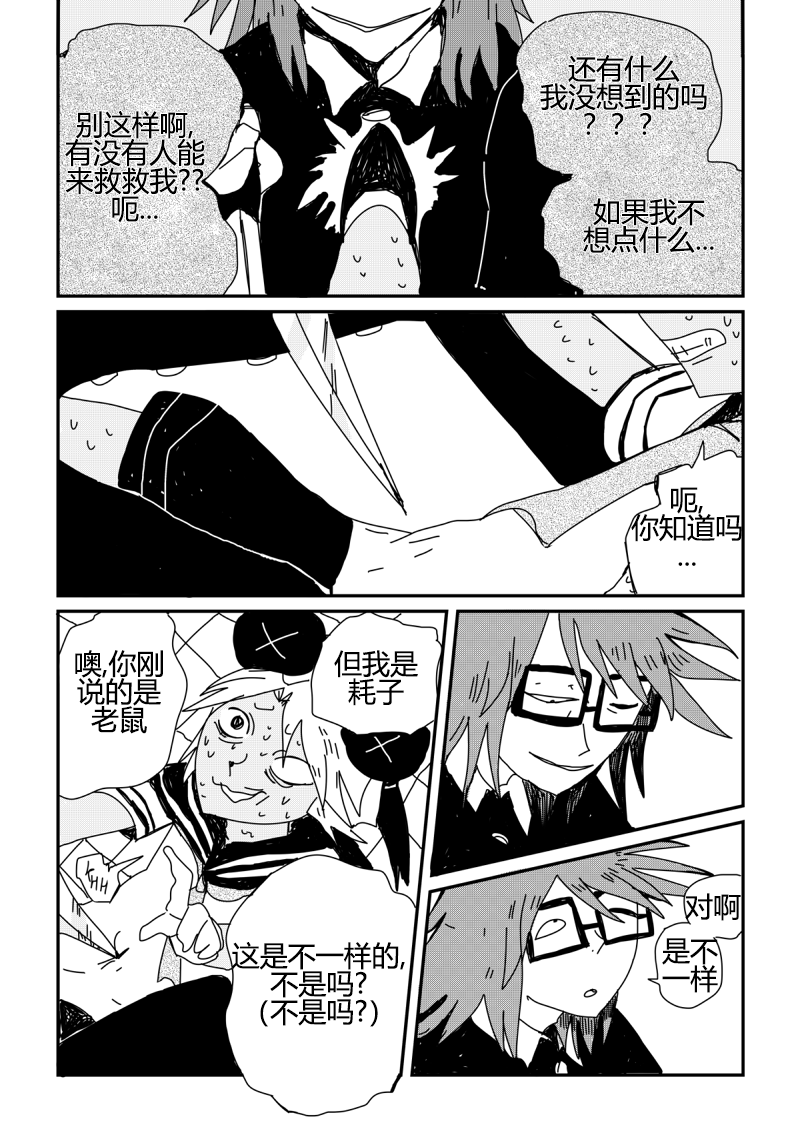 还有什么
我没想到的吗
？？？
别这样啊,
有没有人能
来救救我??
呃...
如果我不
想点什么...
呃,
你知道吗
...
噢,你刚
说的是
老鼠
但我是
耗子
这是不一样的,
不是吗?
（不是吗?）
对啊
是不
一样